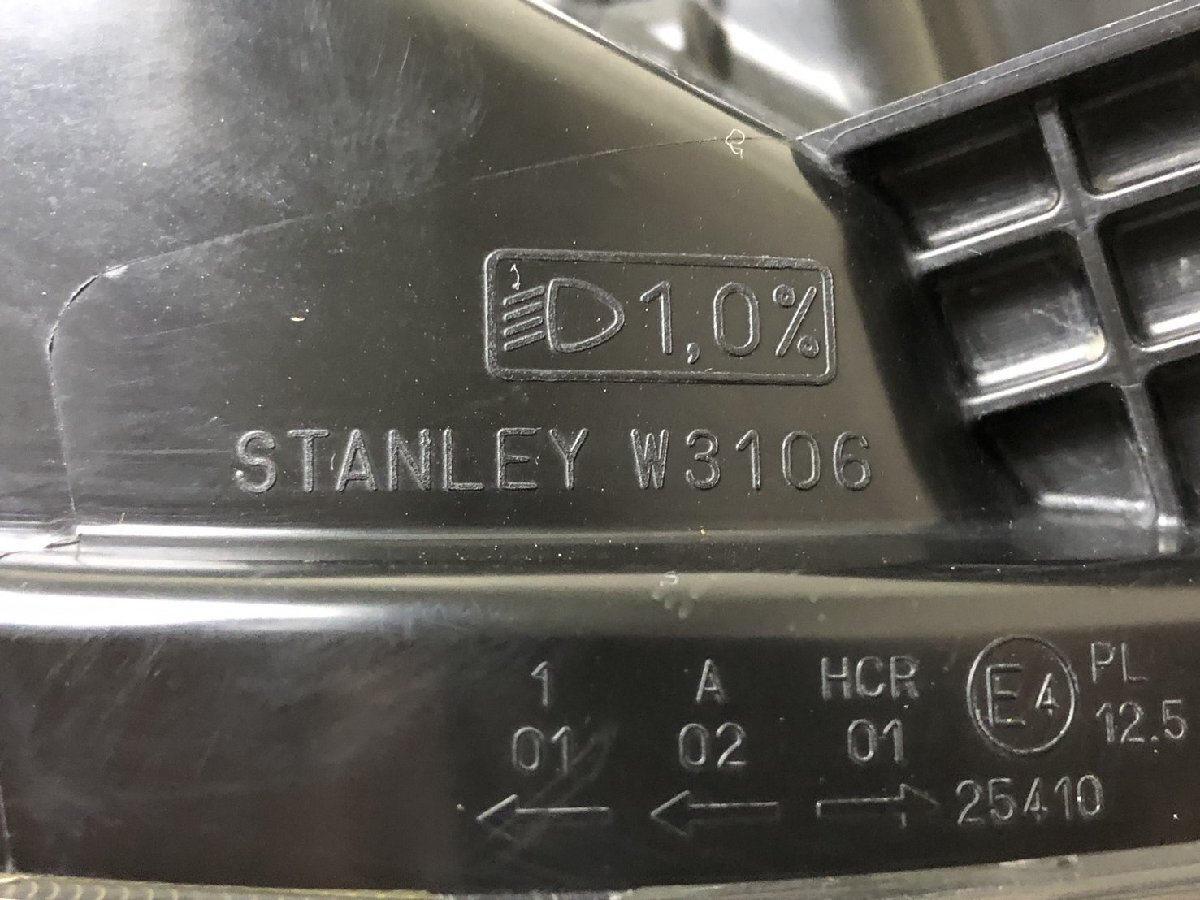 1,0%
STANLEY W3106
1 A HCR E4 PL
01 02 01 12.5
25410